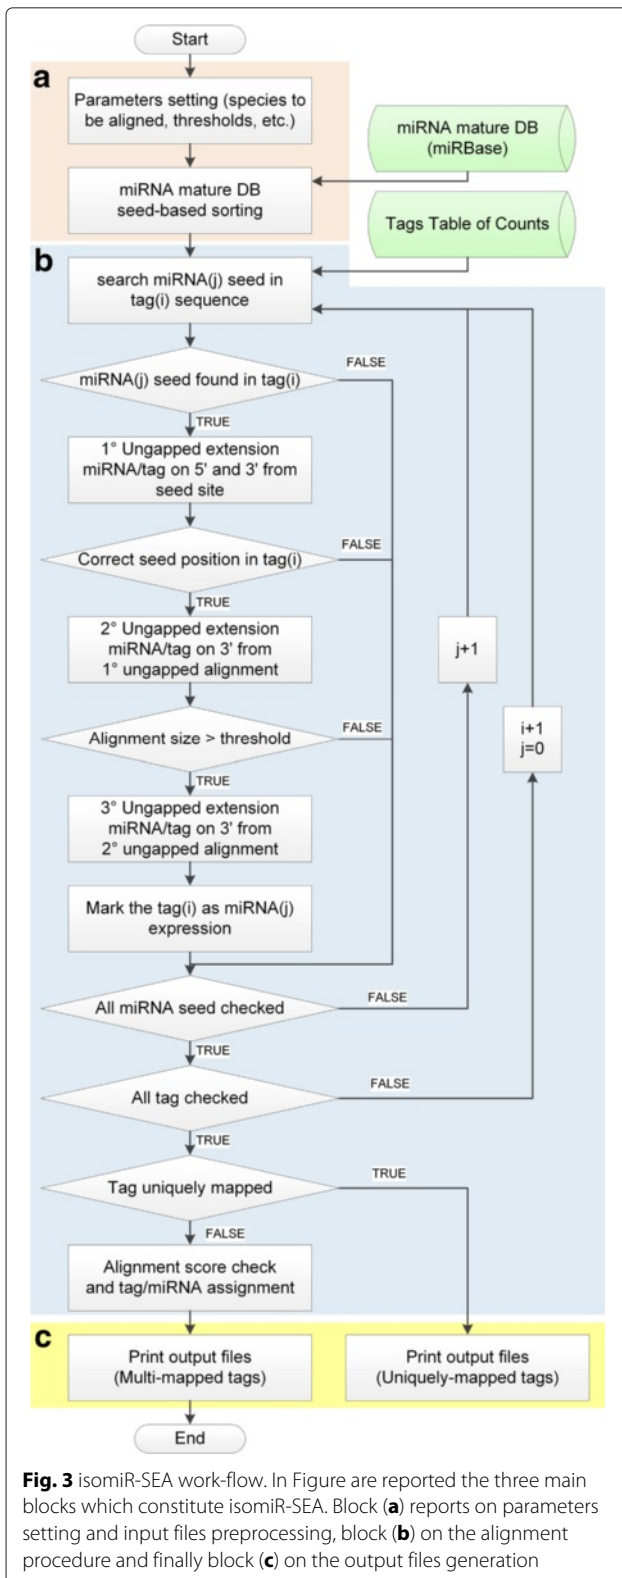 Start
a
Parameters setting (species to
be aligned, thresholds, etc.)
miRNA mature DB
(miRBase)
miRNA mature DB
seed-based sorting
Tags Table of Counts
b
search miRNA(j) seed in
tag(i) sequence
FALSE
miRNA(j) seed found in tag(i)
TRUE
1° Ungapped extension
miRNA/tag on 5' and 3' from
seed site
FALSE
Correct seed position in tag(i)
TRUE
2° Ungapped extension
miRNA/tag on 3' from
1° ungapped alignment
j+1
i+1
j=0
FALSE
Alignment size > threshold
TRUE
3° Ungapped extension
miRNA/tag on 3' from
2° ungapped alignment
Mark the tag(i) as miRNA(j)
expression
FALSE
All miRNA seed checked
TRUE
FALSE
All tag checked
TRUE
TRUE
Tag uniquely mapped
FALSE
Alignment score check
and tag/miRNA assignment
c
Print output files
(Multi-mapped tags)
Print output files
(Uniquely-mapped tags)
End
Fig. 3 isomiR-SEA work-flow. In Figure are reported the three main
blocks which constitute isomiR-SEA. Block (a) reports on parameters
setting and input files preprocessing, block (b) on the alignment
procedure and finally block (c) on the output files generation